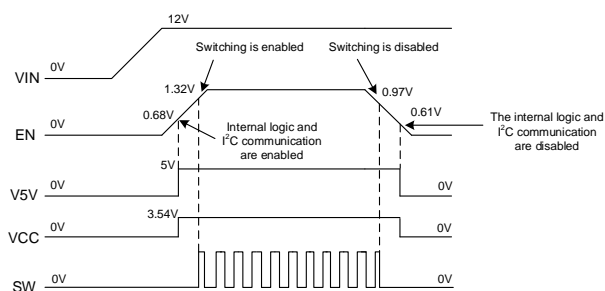 12V
Switching is enabled
Switching is disabled
VIN
0V
1.32V
0.97V
0.68V
0.61V
EN
0V
Internal logic and
I²C communication
are enabled
The internal logic and
I²C communication
are disabled
5V
V5V
0V
0V
3.54V
VCC
0V
0V
SW
0V
0V